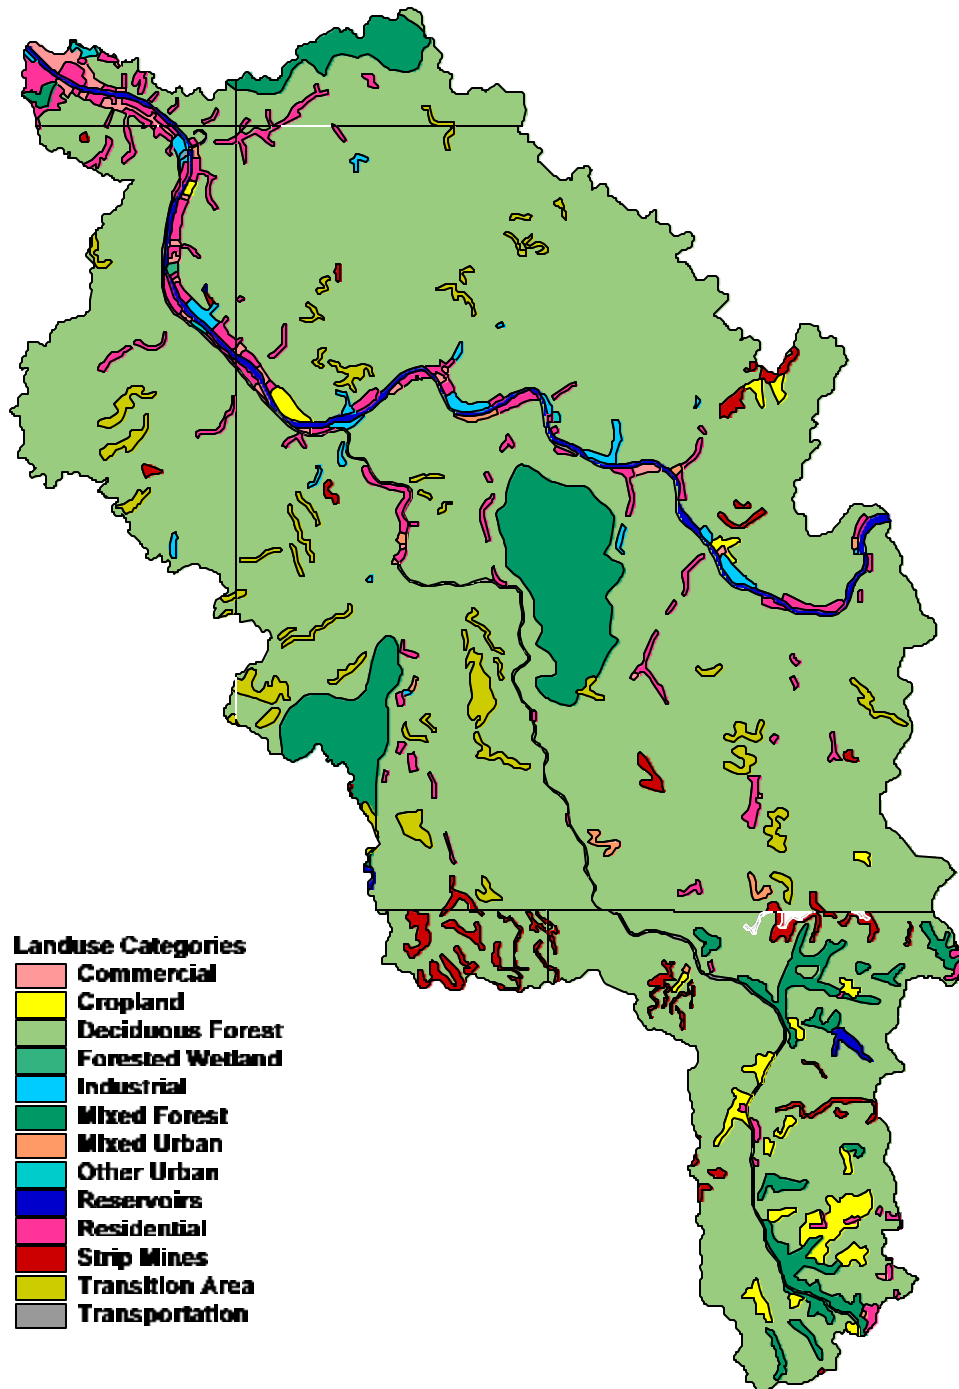 Landuse Categories
Commercial
Cropland
Deciduous Forest
Forested Wetland
Industrial
Mixed Forest
Mixed Urban
Other Urban
Reservoirs
Residential
Strip Mines
Transition Area
Transportation